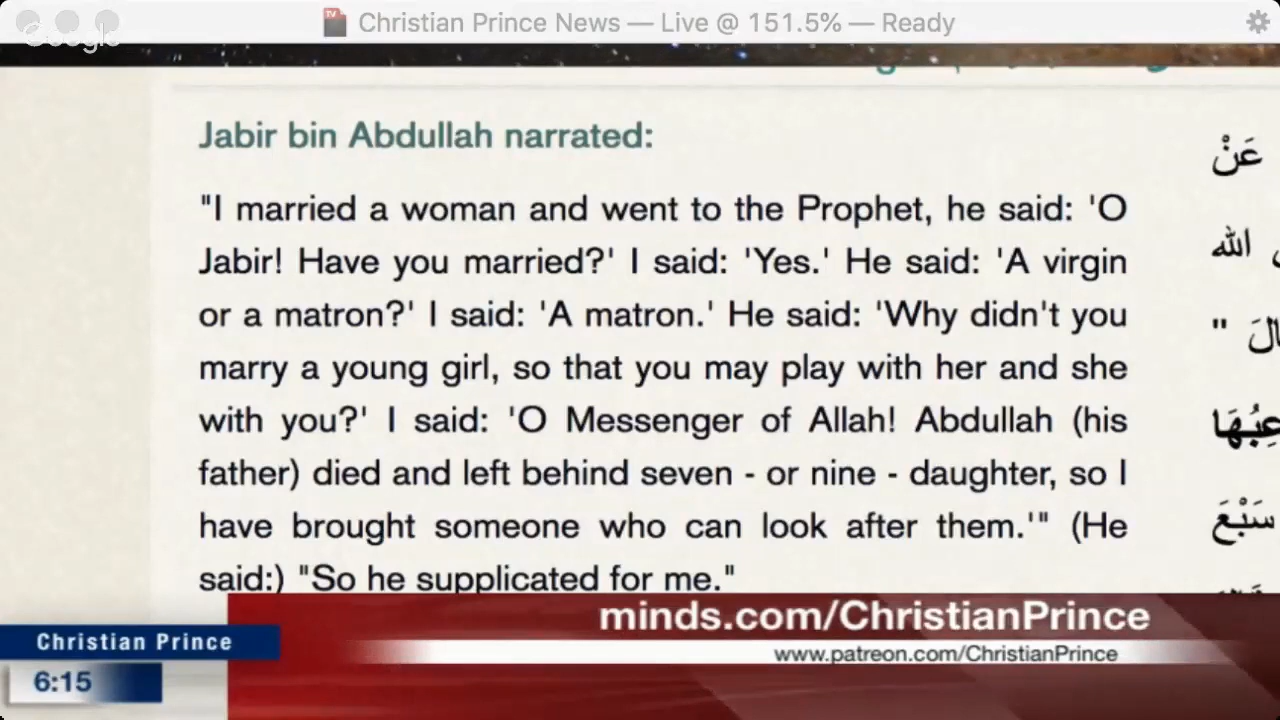 Christian Prince News — Live @ 151.5% — Ready
Google
Jabir bin Abdullah narrated:
عَنْ
"I married a woman and went to the Prophet, he said: 'O
Jabir! Have you married?' I said: 'Yes.' He said: 'A virgin
الله
or a matron?' I said: 'A matron.' He said: 'Why didn't you
marry a young girl, so that you may play with her and she
with you?' I said: 'O Messenger of Allah! Abdullah (his
father) died and left behind seven - or nine - daughter, so I
have brought someone who can look after them.'" (He
سَبْعَ
said:) "So he supplicated for me."
minds.com/ChristianPrince
Christian Prince
www.patreon.com/ChristianPrince
6:15